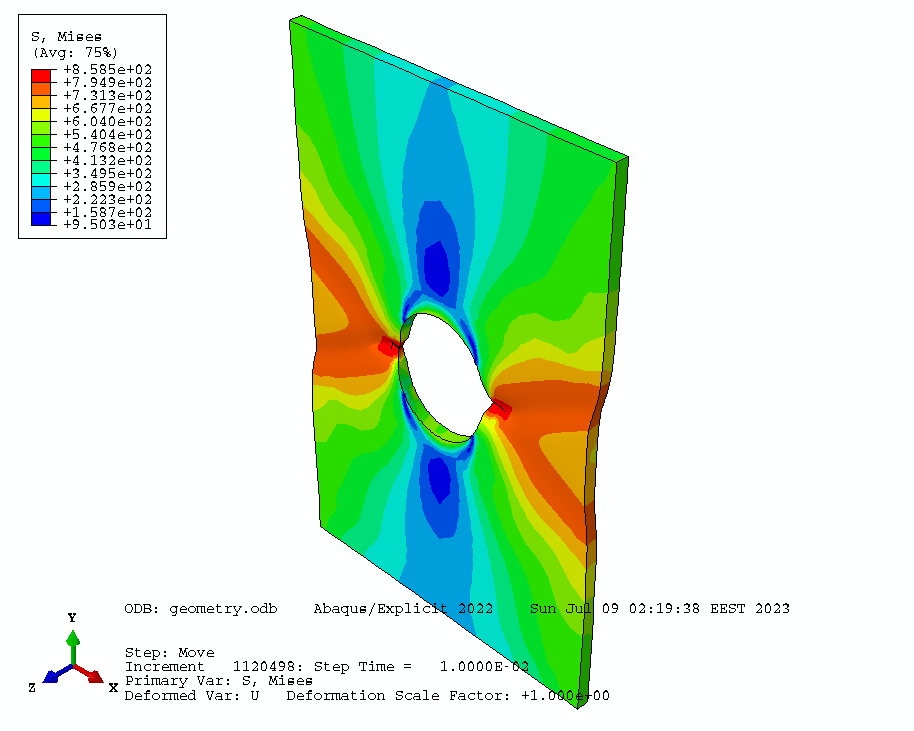 S, Mises
(Avg: 75%)
+8.585e+02
+7.949e+02
+7.313e+02
+6.677e+02
+6.040e+02
+5.404e+02
+4.768e+02
+4.132e+02
+3.495e+02
+2.859e+02
+2.223e+02
+1.587e+02
+9.503e+01
ODB: geometry.odb    Abaqus/Explicit 2022    Sun Jul 09 02:19:38 EEST 2023
Y
Z
X
Step: Move
Increment   1120498: Step Time =   1.0000E-02
Primary Var: S, Mises
Deformed Var: U   Deformation Scale Factor: +1.000e+00